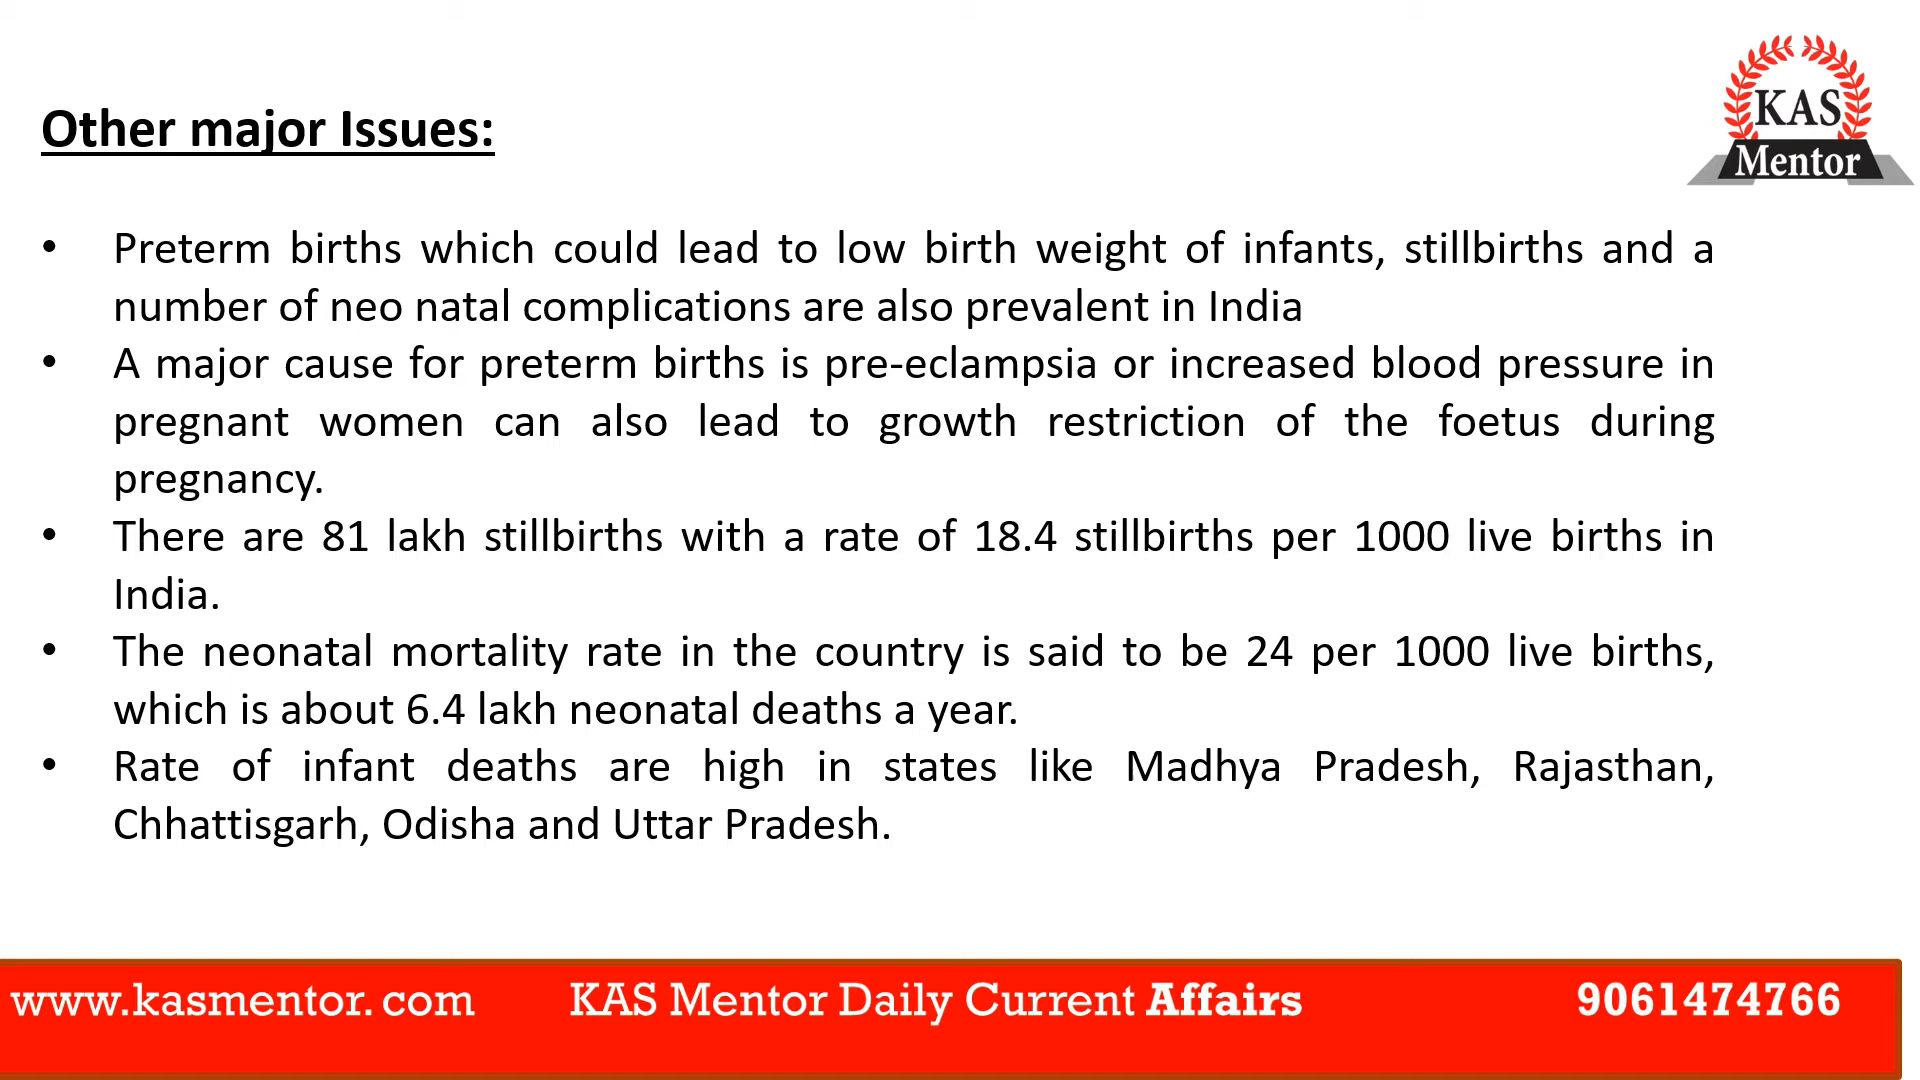 KAS
Mentor
Other major Issues:
• Preterm births which could lead to low birth weight of infants, stillbirths and a
number of neo natal complications are also prevalent in India
• A major cause for preterm births is pre-eclampsia or increased blood pressure in
pregnant women can also lead to growth restriction of the foetus during
pregnancy.
• There are 81 lakh stillbirths with a rate of 18.4 stillbirths per 1000 live births in
India.
• The neonatal mortality rate in the country is said to be 24 per 1000 live births,
which is about 6.4 lakh neonatal deaths a year.
• Rate of infant deaths are high in states like Madhya Pradesh, Rajasthan,
Chhattisgarh, Odisha and Uttar Pradesh.
www.kasmentor. com KAS Mentor Daily Current Affairs 9061474766